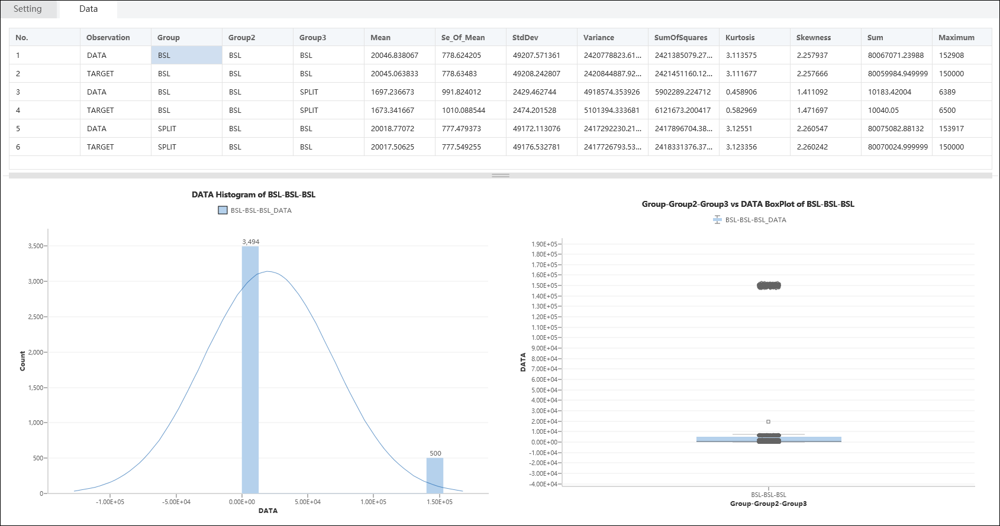 Setting Data
No. Observation Group Group2 Group3 Mean Se_Of_Mean StdDev Variance SumOfSquares Kurtosis Skewness Sum Maximum
1 DATA BSL BSL BSL 20046.838067 778.624205 49207.571361 2420778823.61... 2421385079.27... 3.113575 2.257937 80067071.23988 152908
2 TARGET BSL BSL BSL 20045.063833 778.63483 49208.242807 2420844887.92... 2421451160.12... 3.111677 2.257666 80059984.949999 150000
3 DATA BSL BSL SPLIT 1697.236673 991.824012 2429.462744 4918574.353926 5902289.224712 0.458906 1.411092 10183.42004 6389
4 TARGET BSL BSL SPLIT 1673.341667 1010.088544 2474.201528 5101394.333681 6121673.200417 0.582969 1.471697 10040.05 6500
5 DATA SPLIT BSL BSL 20018.77072 777.479373 49172.113076 2417292230.21... 2417896704.38... 3.12551 2.260547 80075082.88132 153917
6 TARGET SPLIT BSL BSL 20017.50625 777.549255 49176.532781 2417726793.53... 2418331376.37... 3.123356 2.260242 80070024.999999 150000
DATA Histogram of BSL-BSL-BSL
BSL-BSL-BSL_DATA
3,494
3,500
3,000
2,500
2,000
1,500
1,000
500
500
0
Count
-1.00E+05 -5.00E+04 0.00E+00 5.00E+04 1.00E+05 1.50E+05
DATA
Group-Group2-Group3 vs DATA BoxPlot of BSL-BSL-BSL
BSL-BSL-BSL_DATA
1.90E+05
1.80E+05
1.70E+05
1.60E+05
1.50E+05
1.40E+05
1.30E+05
1.20E+05
1.10E+05
1.00E+05
9.00E+04
8.00E+04
7.00E+04
6.00E+04
5.00E+04
4.00E+04
3.00E+04
2.00E+04
1.00E+04
0.00E+00
-1.00E+04
-2.00E+04
-3.00E+04
-4.00E+04
DATA
BSL-BSL-BSL
Group-Group2-Group3